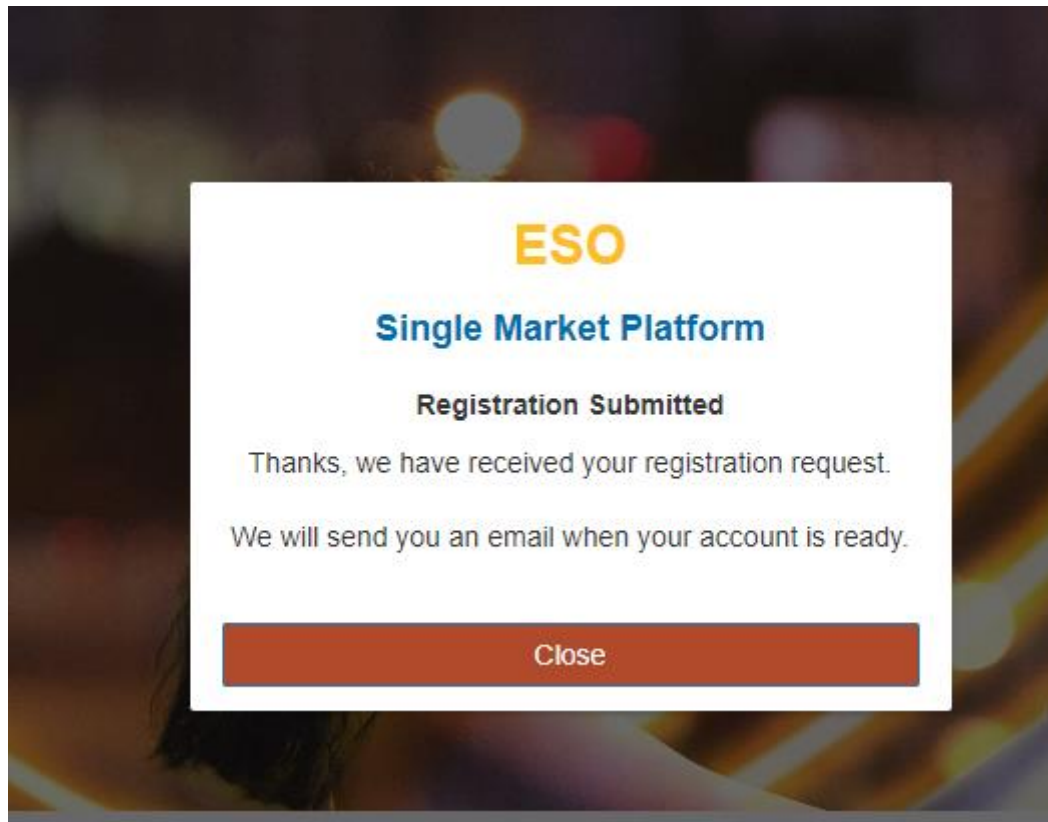 ESO
Single Market Platform
Registration Submitted
Thanks, we have received your registration request.
We will send you an email when your account is ready.
Close